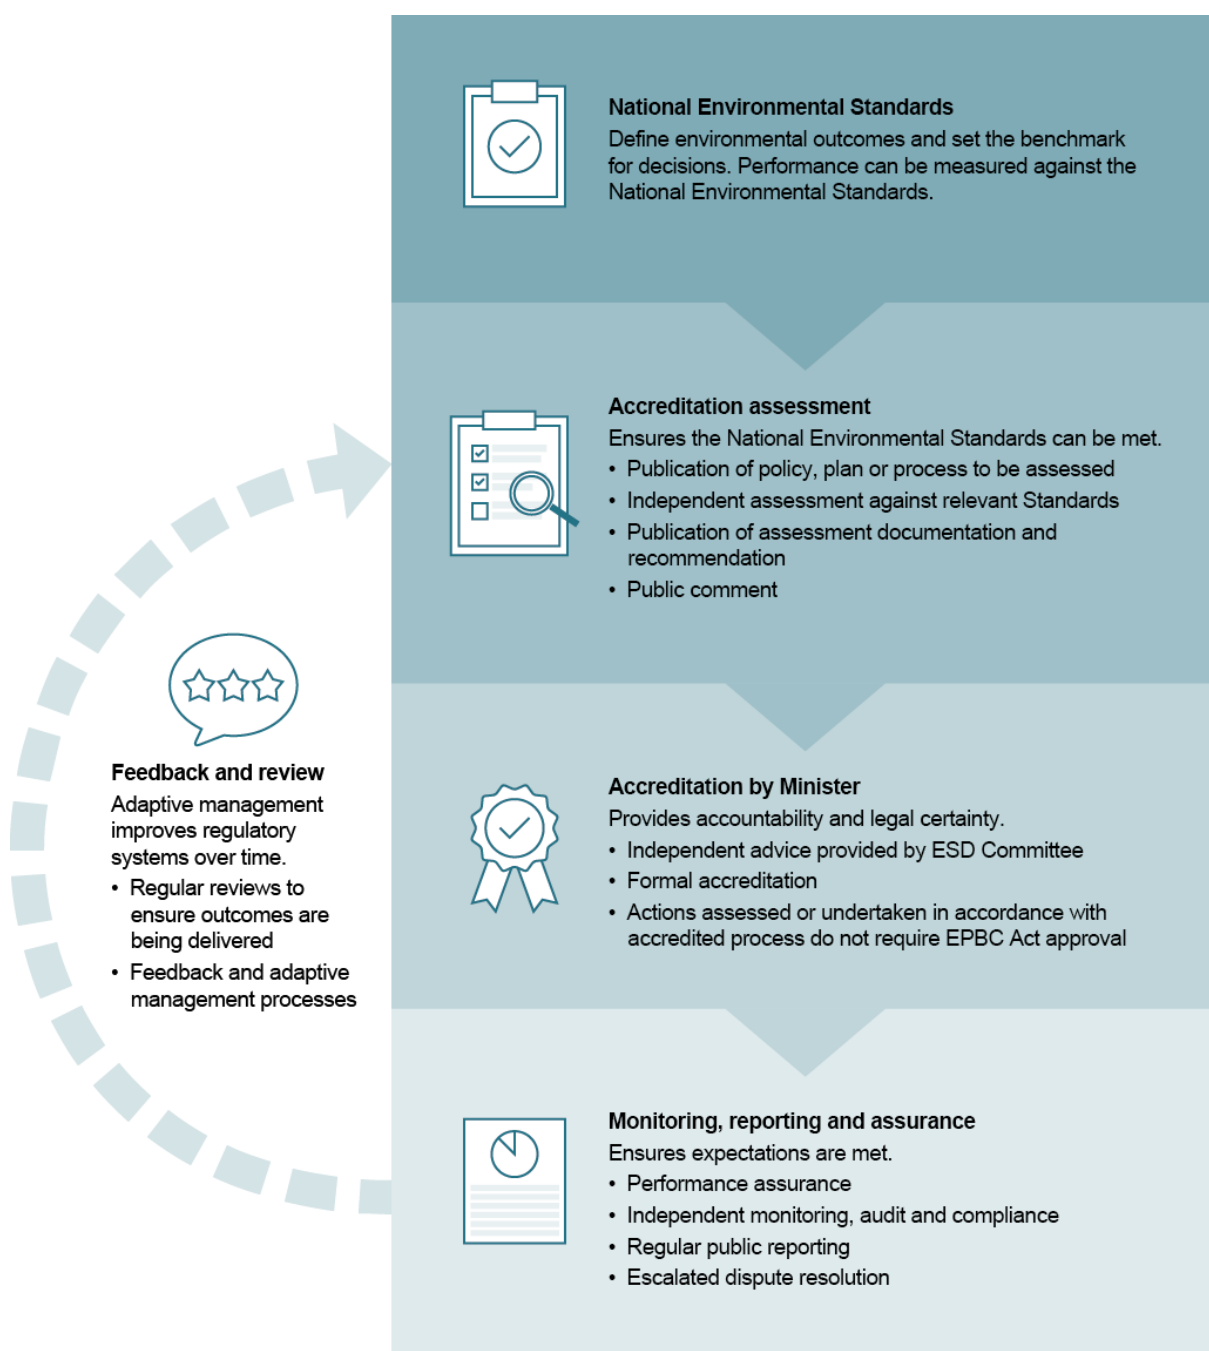 National Environmental Standards
Define environmental outcomes and set the benchmark
for decisions. Performance can be measured against the
National Environmental Standards.
Accreditation assessment
Ensures the National Environmental Standards can be met.
• Publication of policy, plan or process to be assessed
• Independent assessment against relevant Standards
• Publication of assessment documentation and
recommendation
• Public comment
Feedback and review
Adaptive management
improves regulatory
systems over time.
• Regular reviews to
ensure outcomes are
being delivered
• Feedback and adaptive
management processes
Accreditation by Minister
Provides accountability and legal certainty.
• Independent advice provided by ESD Committee
• Formal accreditation
• Actions assessed or undertaken in accordance with
accredited process do not require EPBC Act approval
Monitoring, reporting and assurance
Ensures expectations are met.
• Performance assurance
• Independent monitoring, audit and compliance
• Regular public reporting
• Escalated dispute resolution